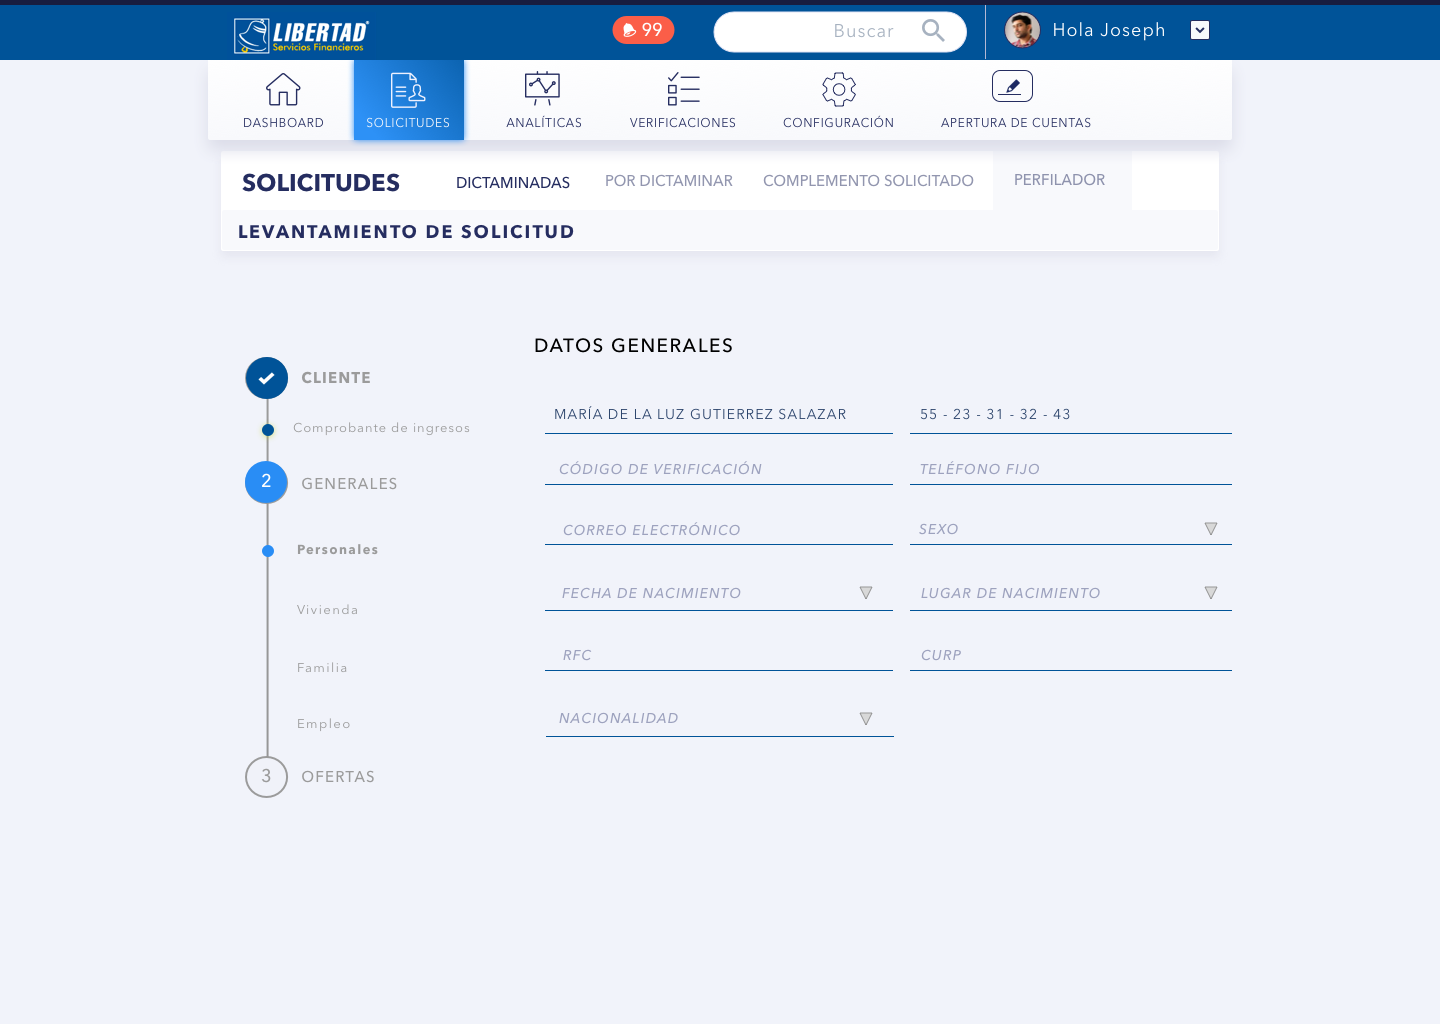 LIBERTAD
Servicios Financieros
99
Buscar
Hola Joseph
DASHBOARD
SOLICITUDES
ANALÍTICAS
VERIFICACIONES
CONFIGURACIÓN
APERTURA DE CUENTAS
SOLICITUDES
DICTAMINADAS
POR DICTAMINAR
COMPLEMENTO SOLICITADO
PERFILADOR
LEVANTAMIENTO DE SOLICITUD
CLIENTE
Comprobante de ingresos
2
GENERALES
Personales
Vivienda
Familia
Empleo
3
OFERTAS
DATOS GENERALES
MARÍA DE LA LUZ GUTIERREZ SALAZAR
55 - 23 - 31 - 32 - 43
CÓDIGO DE VERIFICACIÓN
TELÉFONO FIJO
CORREO ELECTRÓNICO
SEXO
FECHA DE NACIMIENTO
LUGAR DE NACIMIENTO
RFC
CURP
NACIONALIDAD